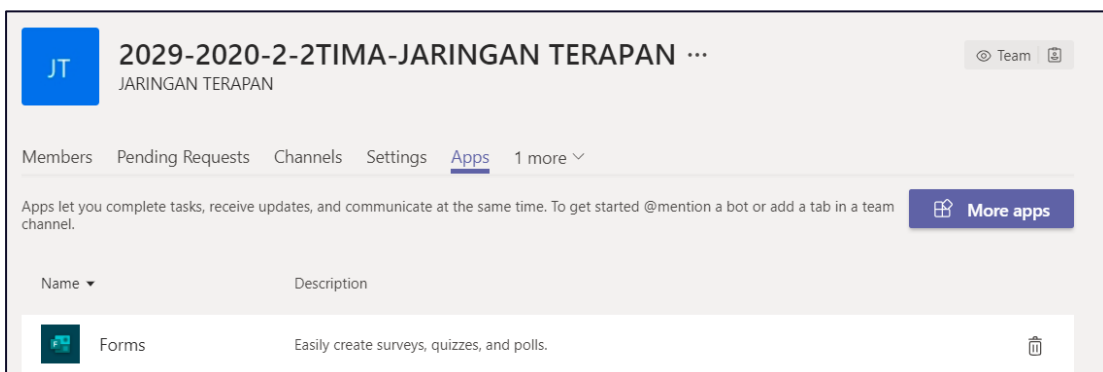 JT
2029-2020-2-2TIMA-JARINGAN TERAPAN ...
JARINGAN TERAPAN
Team
Members Pending Requests Channels Settings Apps 1 more
Apps let you complete tasks, receive updates, and communicate at the same time. To get started @mention a bot or add a tab in a team
channel.
More apps
Name Description
Forms Easily create surveys, quizzes, and polls.